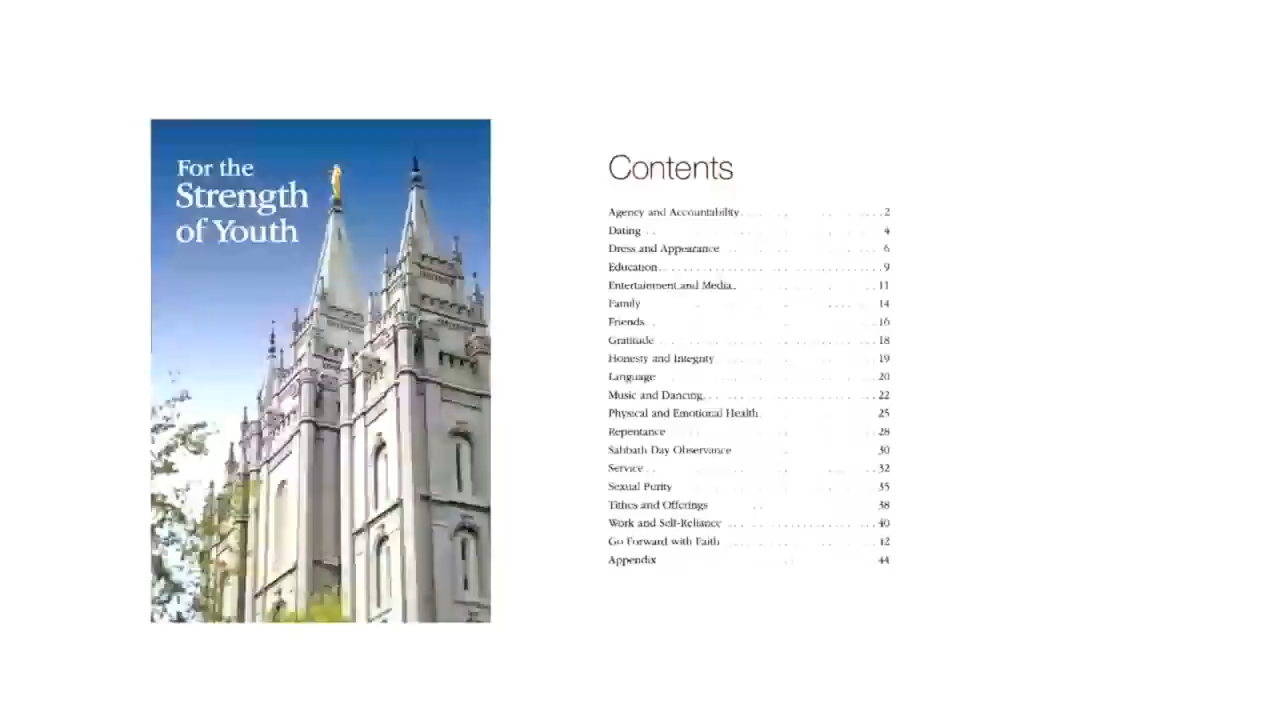 For the
Strength
of Youth
Contents
Agency and Accountability 2
Dating 4
Dress and Appearance 6
Education 9
Entertainment and Media 11
Family 14
Friends 16
Gratitude 18
Honesty and Integrity 19
Language 20
Music and Dancing 22
Physical and Emotional Health 25
Repentance 28
Sabbath Day Observance 30
Service 32
Sexual Purity 35
Tithes and Offerings 38
Work and Self-Reliance 40
Go Forward with Faith 42
Appendix 44